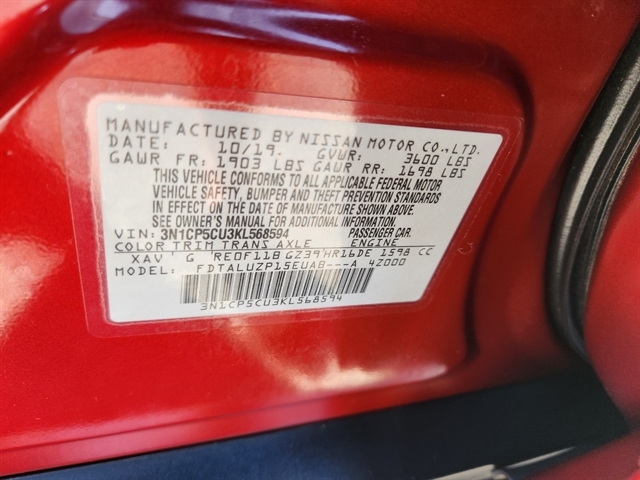 MANUFACTURED BY NISSAN MOTOR CO.,LTD.
DATE: 10/19. GVWR: 3600 LBS
GAWR FR: 1903 LBS GAWR RR: 1698 LBS
THIS VEHICLE CONFORMS TO ALL APPLICABLE FEDERAL MOTOR
VEHICLE SAFETY, BUMPER AND THEFT PREVENTION STANDARDS
IN EFFECT ON THE DATE OF MANUFACTURE SHOWN ABOVE.
SEE OWNER'S MANUAL FOR ADDITIONAL INFORMATION
VIN: 3N1CP5CU3KL568594 PASSENGER CAR.
COLOR TRIM TRANS AXLE ENGINE
XAV G RE0F11B GZ39 HR16DE 1598 CC
MODEL: FDTALUZP15EUAB---A 4Z000
3N1CP5CU3KL568594